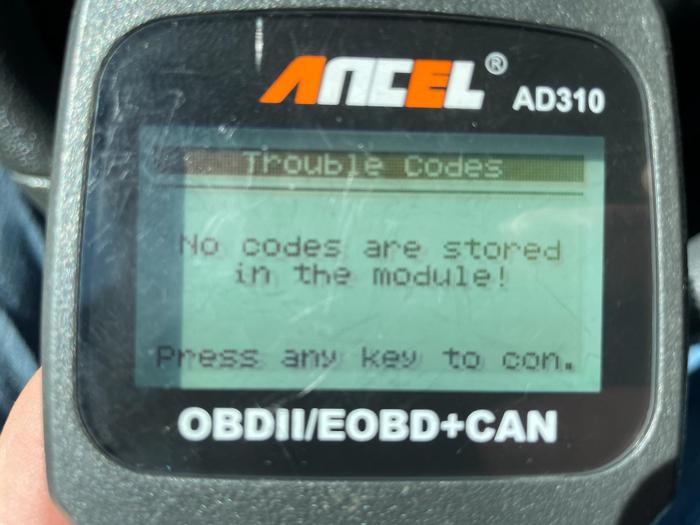 ANCEL® AD310
Trouble Codes
No codes are stored
in the module!
Press any key to con.
OBDII/EOBD+CAN